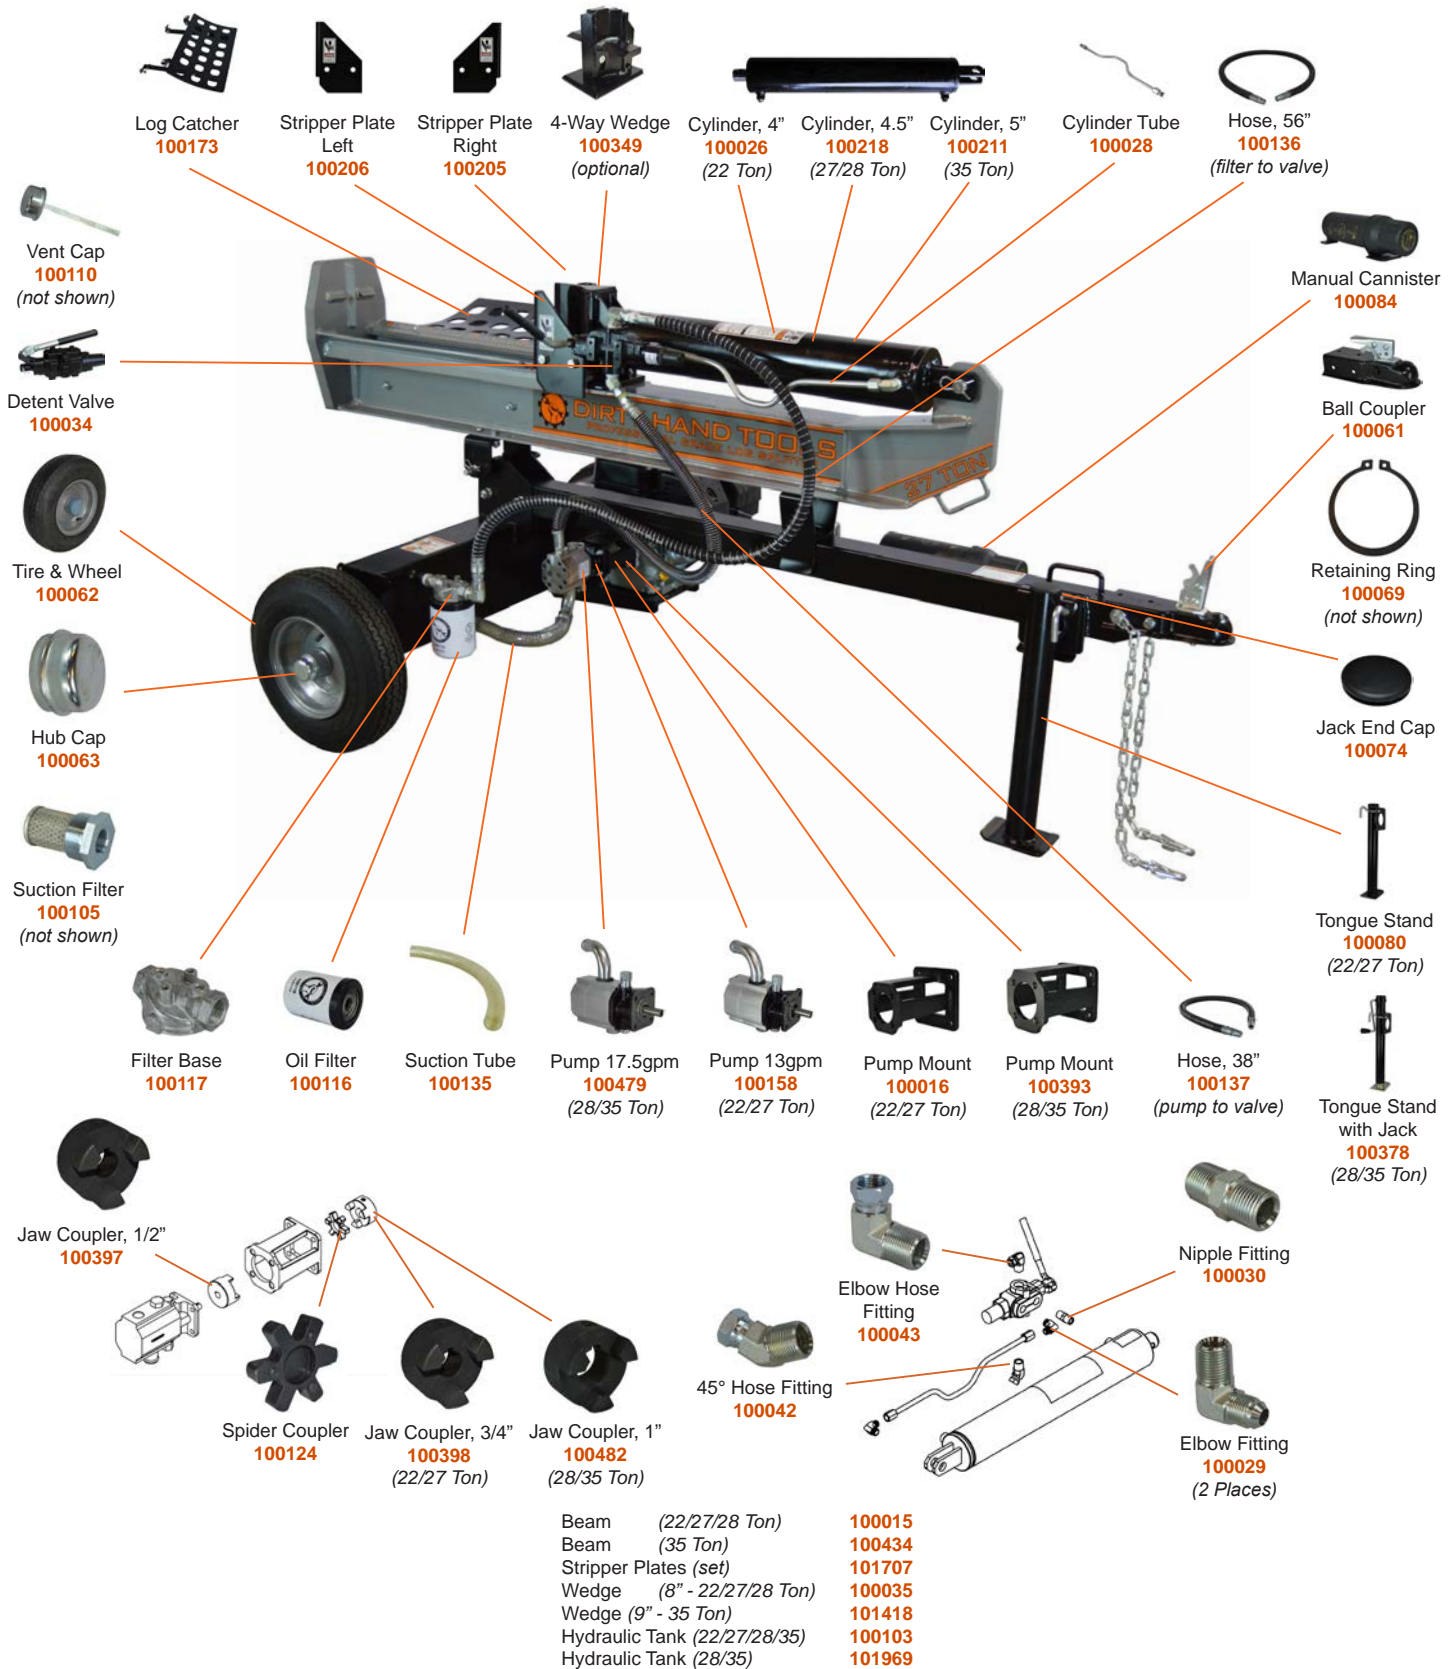 Log Catcher
100173
Stripper Plate
Left
100206
Stripper Plate
Right
100205
4-Way Wedge
100349
(optional)
Cylinder, 4”
100026
(22 Ton)
Cylinder, 4.5”
100218
(27/28 Ton)
Cylinder, 5”
100211
(35 Ton)
Cylinder Tube
100028
Hose, 56”
100136
(filter to valve)
Vent Cap
100110
(not shown)
Manual Cannister
100084
Detent Valve
100034
Ball Coupler
100061
DIRTY HAND TOOLS
27 TON
Tire & Wheel
100062
Retaining Ring
100069
(not shown)
Hub Cap
100063
Jack End Cap
100074
Suction Filter
100105
(not shown)
Tongue Stand
100080
(22/27 Ton)
Filter Base
100117
Oil Filter
100116
Suction Tube
100135
Pump 17.5gpm
100479
(28/35 Ton)
Pump 13gpm
100158
(22/27 Ton)
Pump Mount
100016
(22/27 Ton)
Pump Mount
100393
(28/35 Ton)
Hose, 38”
100137
(pump to valve)
Tongue Stand
with Jack
100378
(28/35 Ton)
Jaw Coupler, 1/2”
100397
Elbow Hose
Fitting
100043
Nipple Fitting
100030
45° Hose Fitting
100042
Spider Coupler
100124
Jaw Coupler, 3/4”
100398
(22/27 Ton)
Jaw Coupler, 1”
100482
(28/35 Ton)
Elbow Fitting
100029
(2 Places)
Beam (22/27/28 Ton) 100015
Beam (35 Ton) 100434
Stripper Plates (set) 101707
Wedge (8” - 22/27/28 Ton) 100035
Wedge (9” - 35 Ton) 101418
Hydraulic Tank (22/27/28/35) 100103
Hydraulic Tank (28/35) 101969